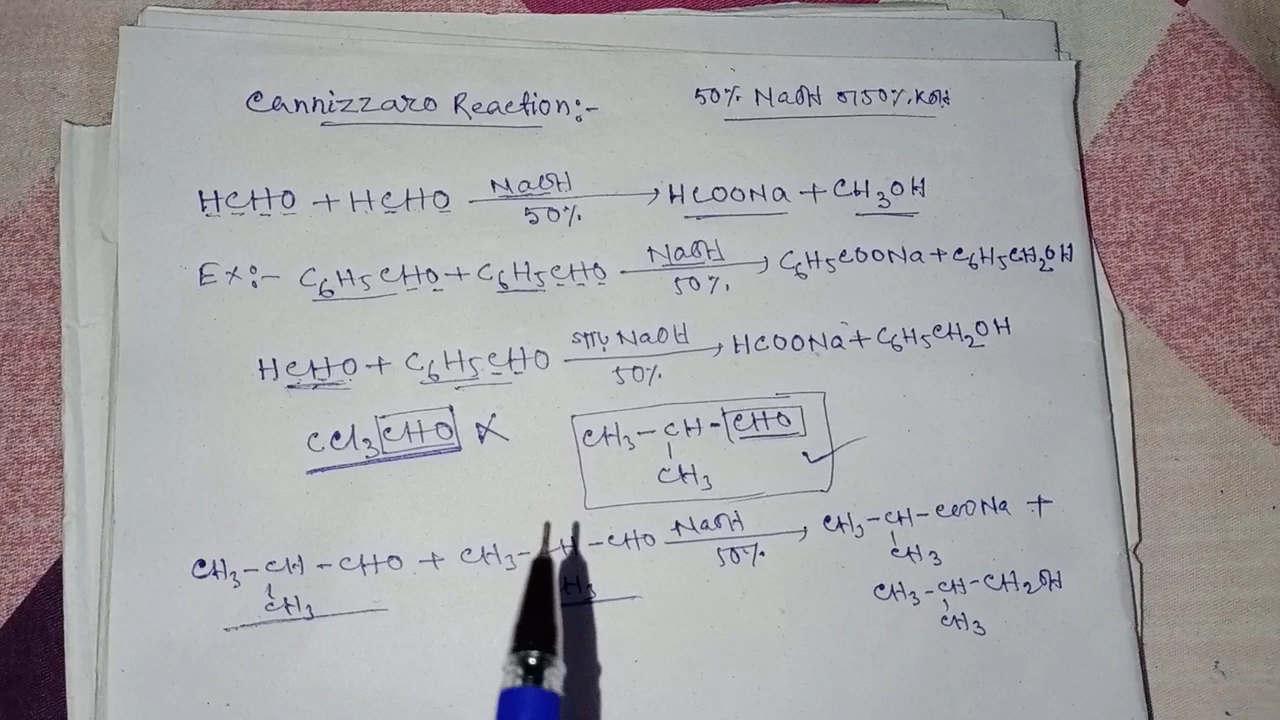 Cannizzaro Reaction:-
50% NaOH or 50% KOH
HCHO + HCHO NaOH 50% → HCOONa + CH3OH
Ex:- C6H5CHO + C6H5CHO NaOH 50% → C6H5COONa + C6H5CH2OH
HCHO + C6H5CHO NaOH 50% → HCOONa + C6H5CH2OH
CCl3CHO ×
CH3-CH-CHO ✓
CH3
CH3-CH-CHO + CH3- H-CHO NaOH 50% → CH3-CH-COONa +
CH3 H3 CH3
CH3-CH-CH2OH
CH3